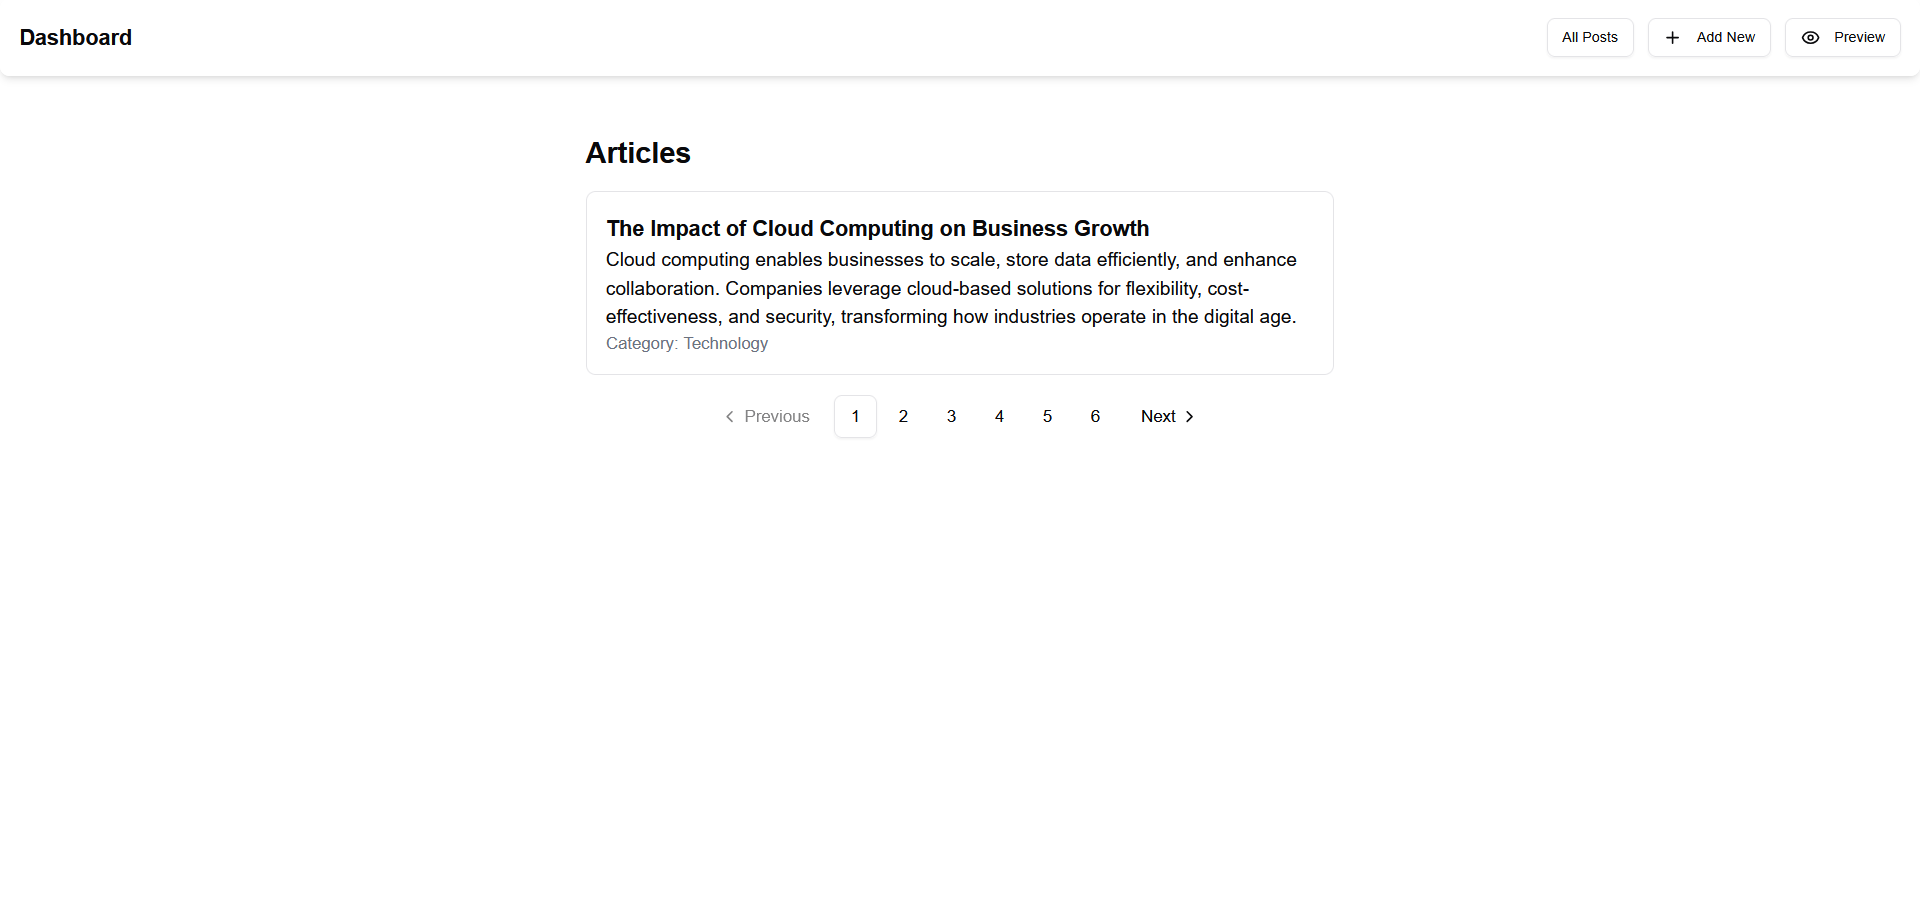 Dashboard
All Posts
Add New
Preview
Articles
The Impact of Cloud Computing on Business Growth
Cloud computing enables businesses to scale, store data efficiently, and enhance
collaboration. Companies leverage cloud-based solutions for flexibility, cost-
effectiveness, and security, transforming how industries operate in the digital age.
Category: Technology
Previous 1 2 3 4 5 6 Next